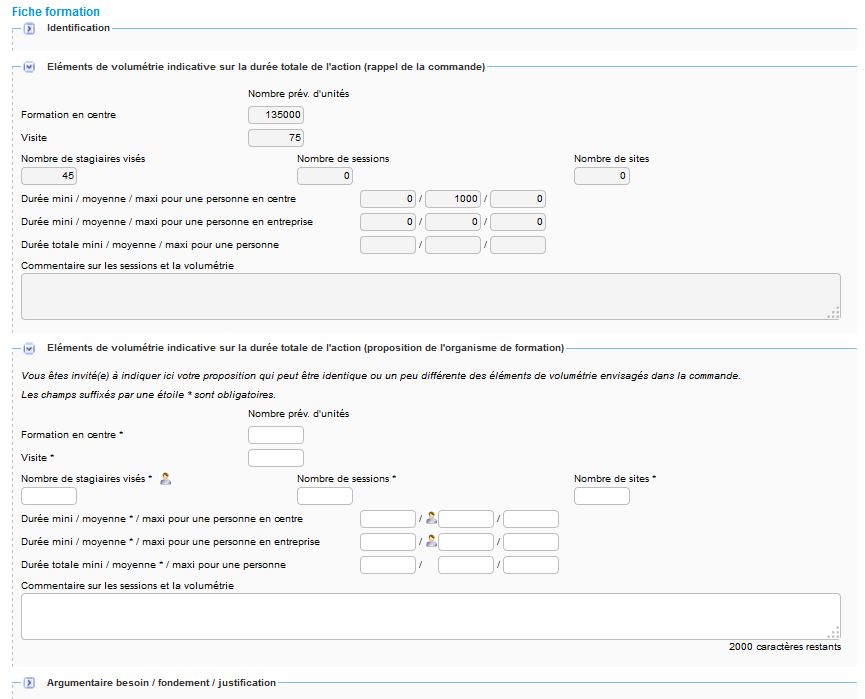 Fiche formation
Identification
Eléments de volumétrie indicative sur la durée totale de l'action (rappel de la commande)
Nombre prév. d'unités
Formation en centre 135000
Visite 75
Nombre de stagiaires visés Nombre de sessions Nombre de sites
45 0 0
Durée mini / moyenne / maxi pour une personne en centre 0 / 1000 / 0
Durée mini / moyenne / maxi pour une personne en entreprise 0 / 0 / 0
Durée totale mini / moyenne / maxi pour une personne / /
Commentaire sur les sessions et la volumétrie
Eléments de volumétrie indicative sur la durée totale de l'action (proposition de l'organisme de formation)
Vous êtes invité(e) à indiquer ici votre proposition qui peut être identique ou un peu différente des éléments de volumétrie envisagés dans la commande.
Les champs suffixés par une étoile * sont obligatoires.
Nombre prév. d'unités
Formation en centre *
Visite *
Nombre de stagiaires visés * Nombre de sessions * Nombre de sites *
Durée mini / moyenne * / maxi pour une personne en centre / /
Durée mini / moyenne * / maxi pour une personne en entreprise / /
Durée totale mini / moyenne * / maxi pour une personne / /
Commentaire sur les sessions et la volumétrie
2000 caractères restants
Argumentaire besoin / fondement / justification